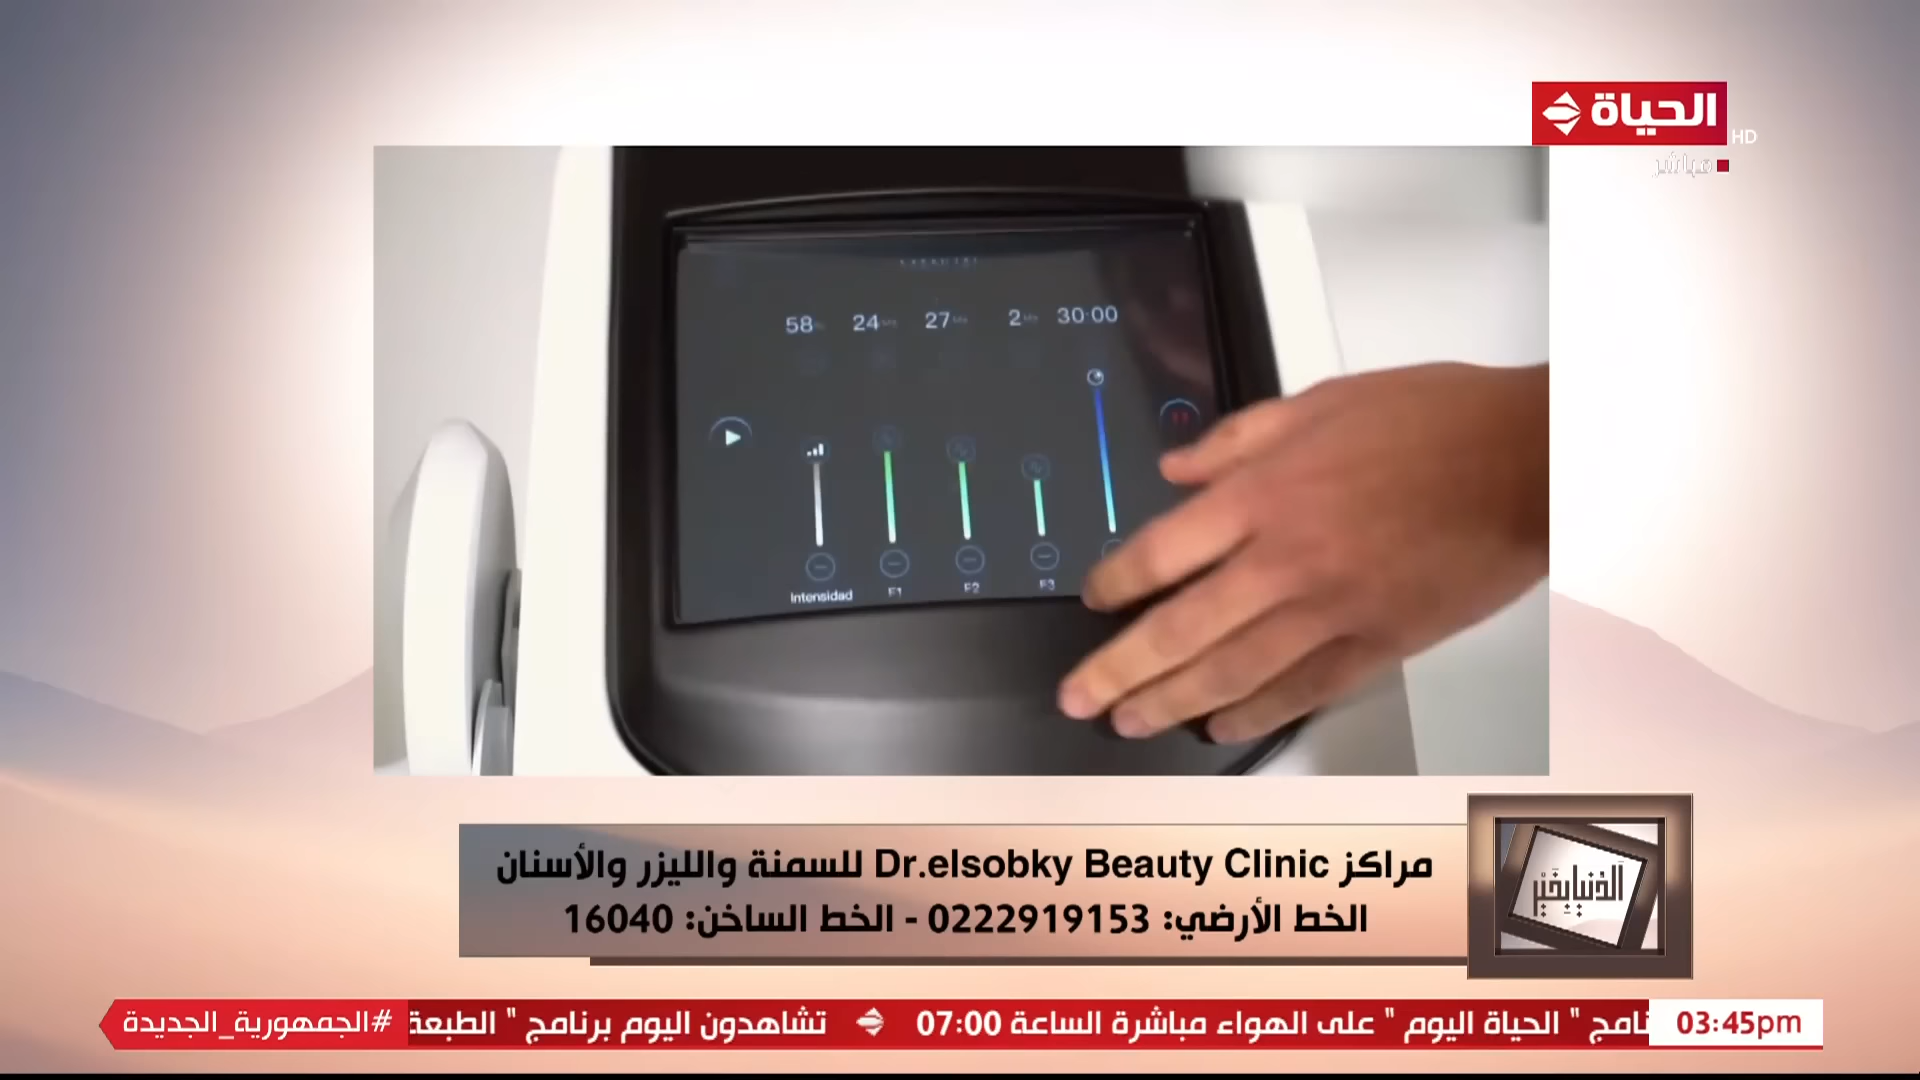 الحياة
HD
مباشر
58 24 27 2 30:00
Intensidad F1 F2 F3
مراكز Dr.elsobky Beauty Clinic للسمنة والليزر والأسنان
الخط الأرضي: 0222919153 - الخط الساخن: 16040
الدنيا بخير
03:45pm
نامج " الحياة اليوم " على الهواء مباشرة الساعة 07:00 تشاهدون اليوم برنامج " الطبعة
#الجمهورية_الجديدة